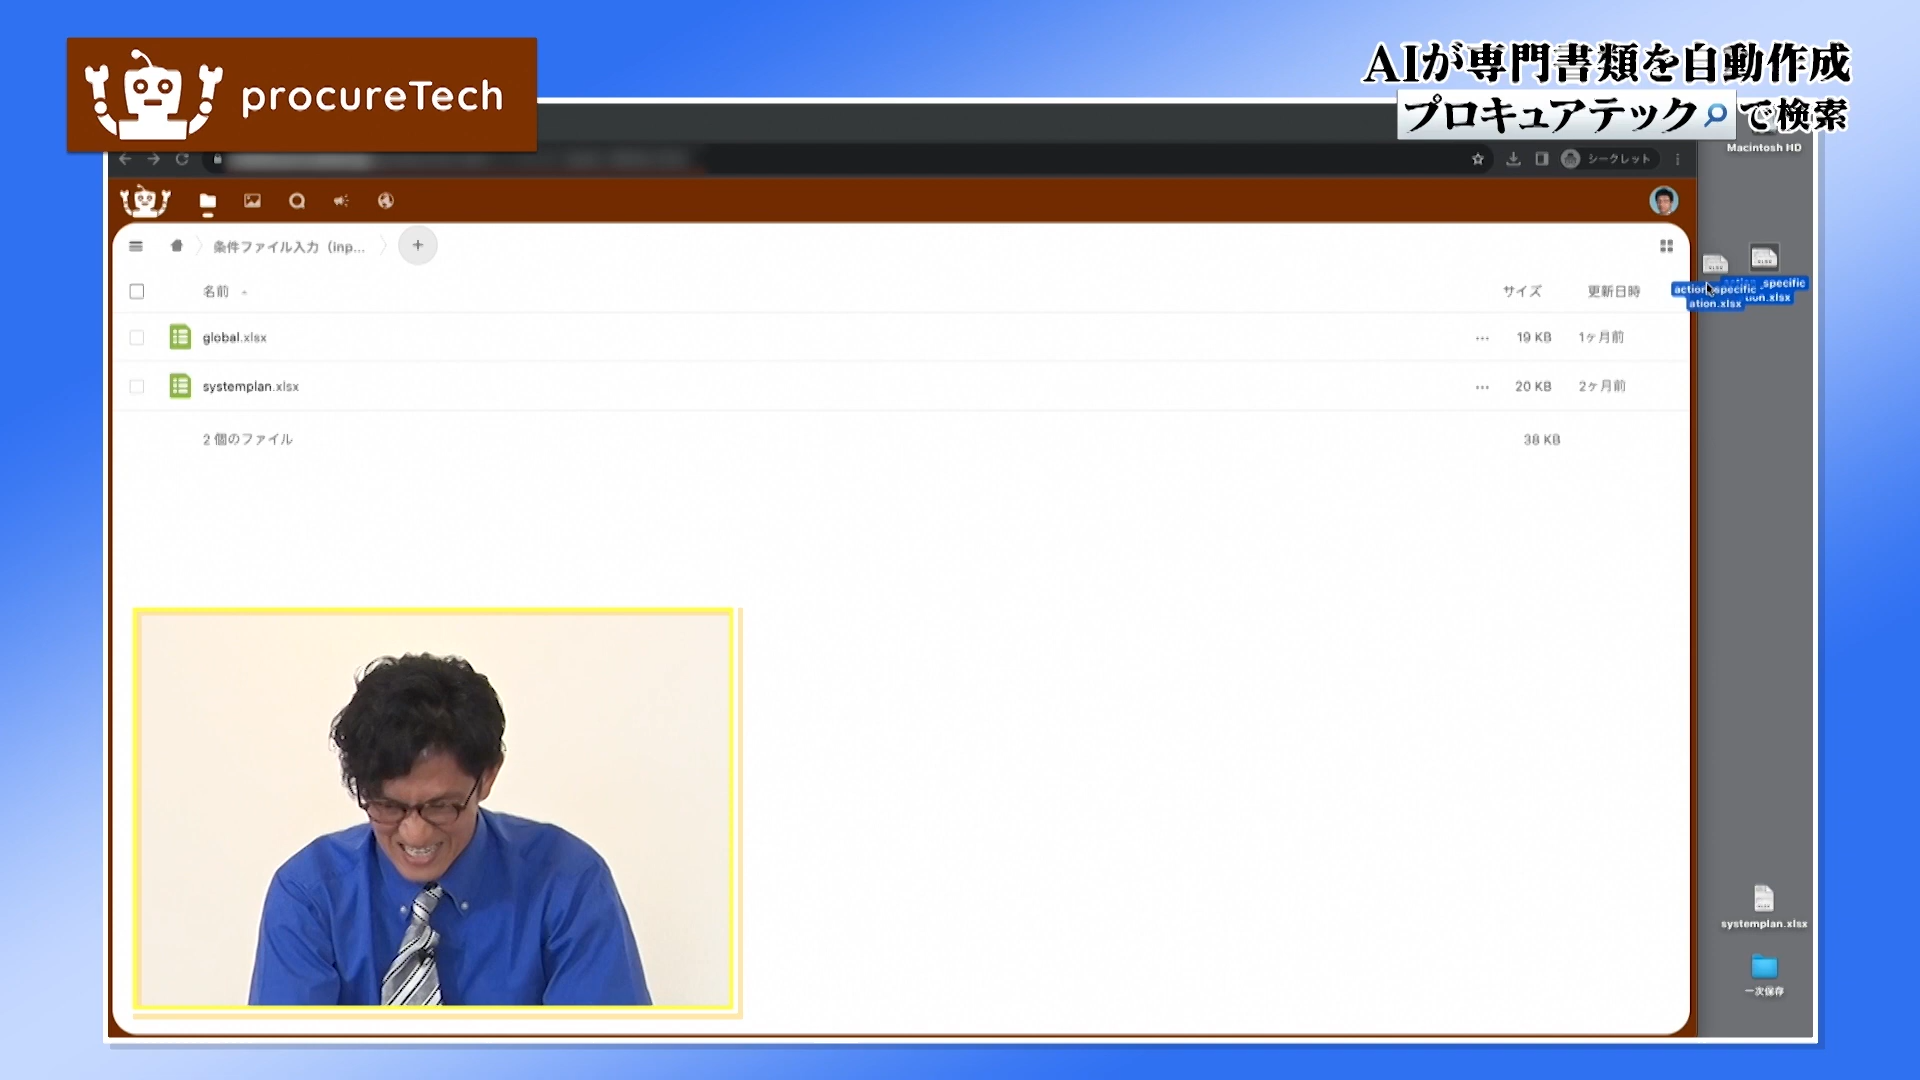 procureTech
AIが専門書類を自動作成
プロキュアテック
で検索
シークレット
Macintosh HD
条件ファイル入力（inp...
名前
サイズ
更新日時
global.xlsx
19 KB
1ヶ月前
systemplan.xlsx
20 KB
2ヶ月前
2 個のファイル
38 KB
action_specific
ation.xlsx
_specific
systemplan.xlsx
一次保存